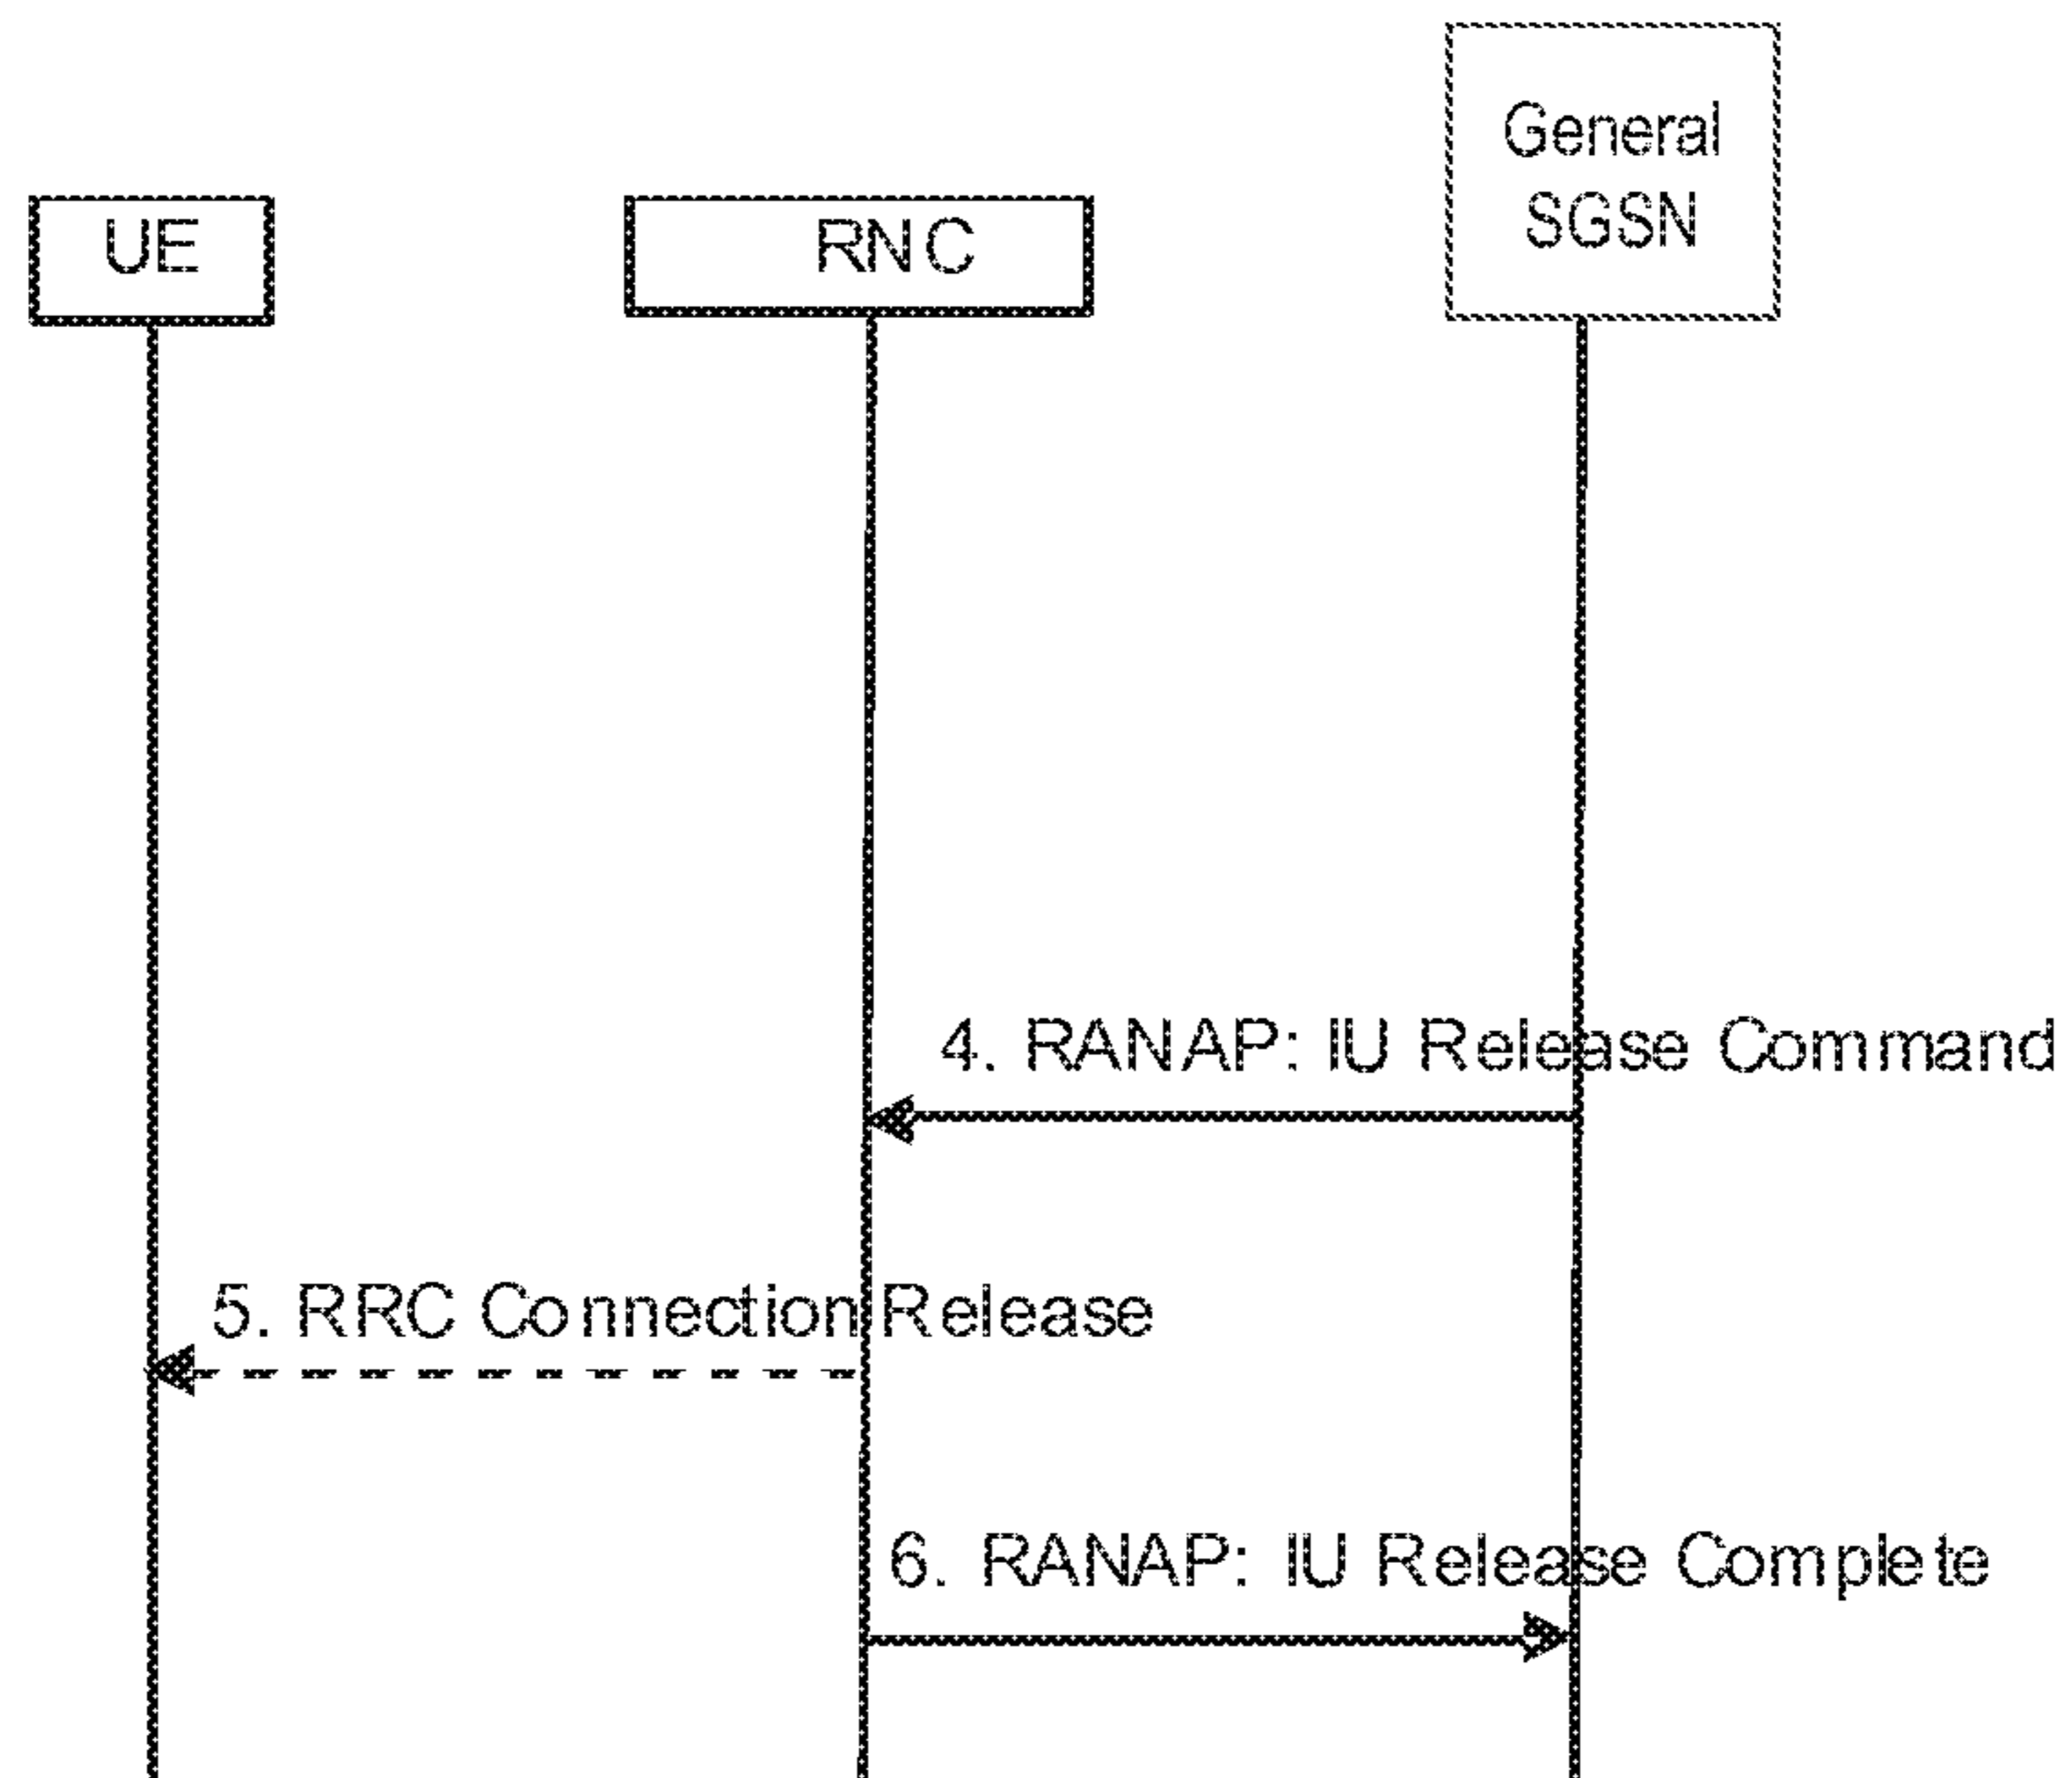 General
SGSN
UE
RNC
4. RANAP: IU Release Command
5. RRC Connection Release
6. RANAP: IU Release Complete